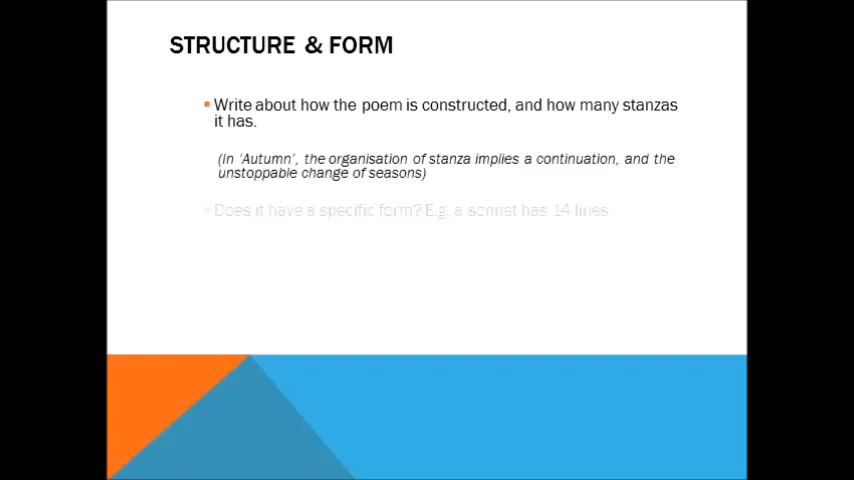 STRUCTURE & FORM
▪ Write about how the poem is constructed, and how many stanzas
it has.
(In ‘Autumn’, the organisation of stanza implies a continuation, and the
unstoppable change of seasons)
▪ Does it have a specific form? E.g. a sonnet has 14 lines.